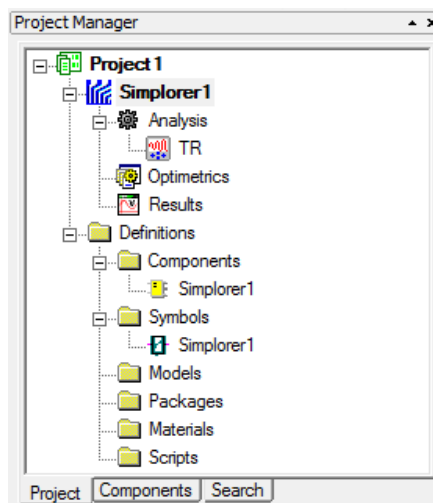 Project Manager
Project1
Simplorer1
Analysis
TR
Optimetrics
Results
Definitions
Components
Simplorer1
Symbols
Simplorer1
Models
Packages
Materials
Scripts
Project Components Search